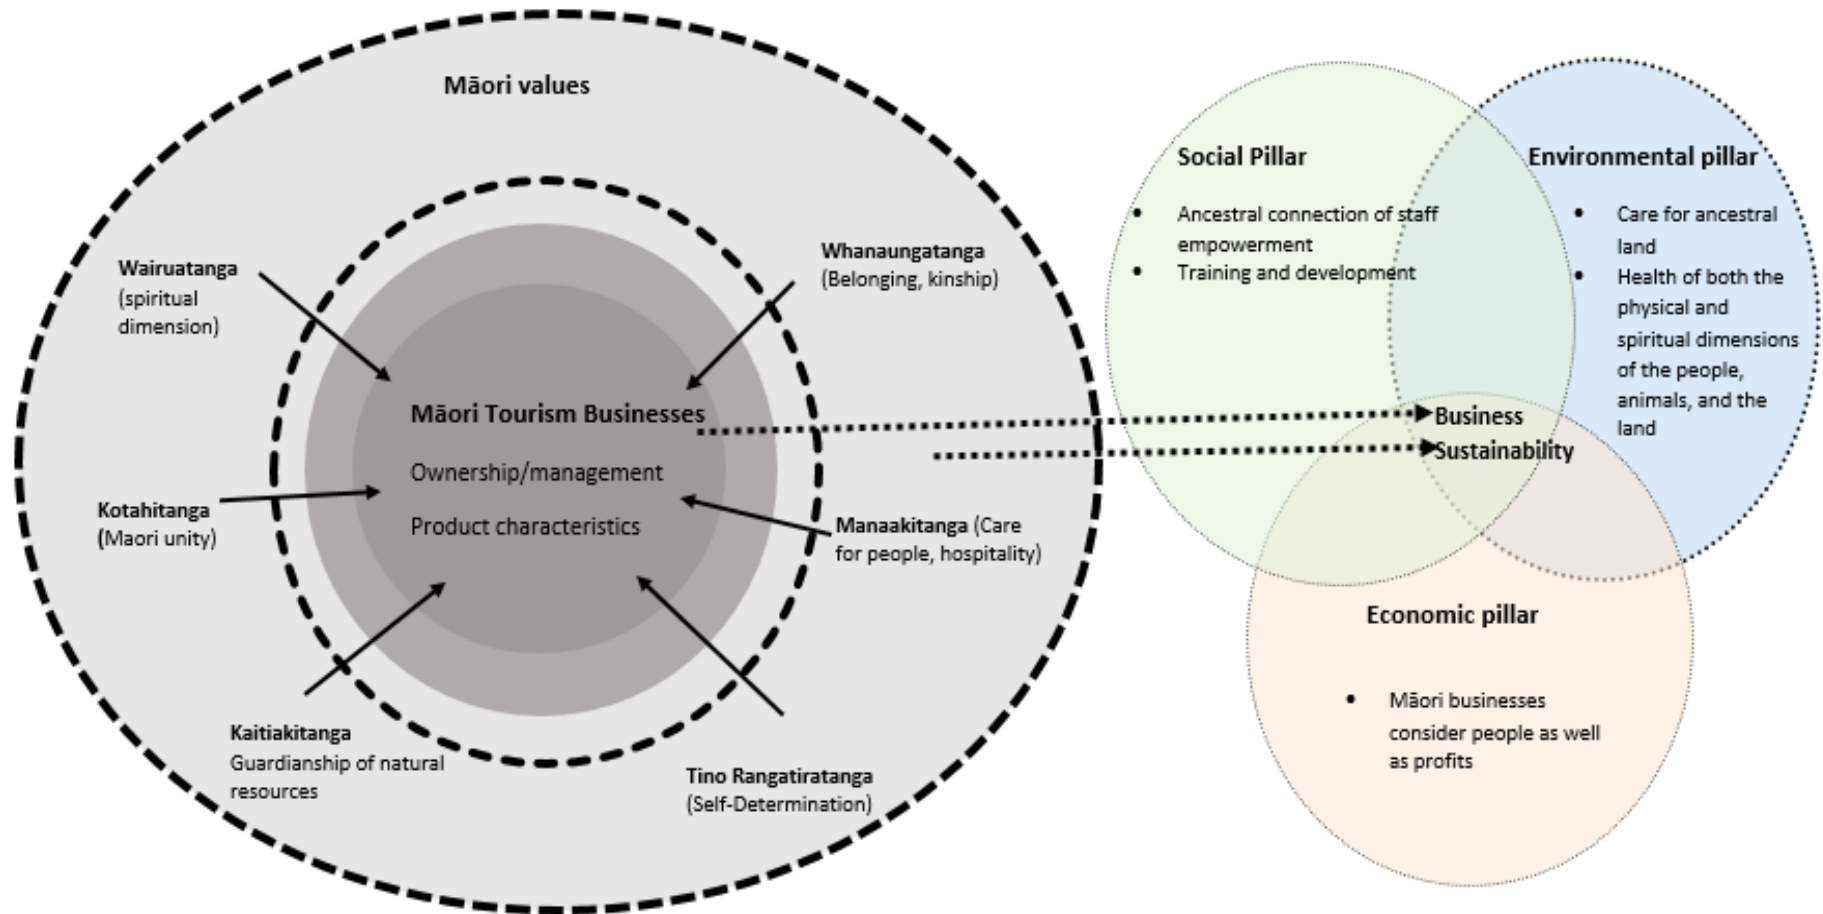 Māori values
Wairuatanga
(spiritual
dimension)
Whanaungatanga
(Belonging, kinship)
Māori Tourism Businesses
Ownership/management
Product characteristics
Kotahitanga
(Maori unity)
Manaakitanga (Care
for people, hospitality)
Kaitiakitanga
Guardianship of natural
resources
Tino Rangatiratanga
(Self-Determination)
Social Pillar
• Ancestral connection of staff
empowerment
• Training and development
Environmental pillar
• Care for ancestral
land
• Health of both the
physical and
spiritual dimensions
of the people,
animals, and the
land
Business
Sustainability
Economic pillar
• Māori businesses
consider people as well
as profits